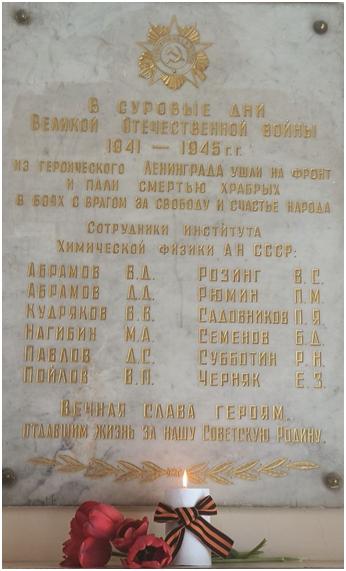 В СУРОВЫЕ ДНИ
ВЕЛИКОЙ ОТЕЧЕСТВЕННОЙ ВОЙНЫ
1941 — 1945 г.г.
ИЗ ГЕРОИЧЕСКОГО ЛЕНИНГРАДА УШЛИ НА ФРОНТ
И ПАЛИ СМЕРТЬЮ ХРАБРЫХ
В БОЯХ С ВРАГОМ ЗА СВОБОДУ И СЧАСТЬЕ НАРОДА
СОТРУДНИКИ ИНСТИТУТА
ХИМИЧЕСКОЙ ФИЗИКИ АН СССР:
АБРАМОВ В.Д. РОЗИНГ В.С.
АБРАМОВ Д.Д. РЮМИН П.М.
КУДРЯКОВ В.В. САДОВНИКОВ П.Я
НАГИБИН М.А. СЕМЕНОВ Б.Д.
ПАВЛОВ Д.С. СУББОТИН Р.Н.
ПОЙЛОВ В.П. ЧЕРНЯК Е.З.
ВЕЧНАЯ СЛАВА ГЕРОЯМ,
ОТДАВШИМ ЖИЗНЬ ЗА НАШУ СОВЕТСКУЮ РОДИНУ.